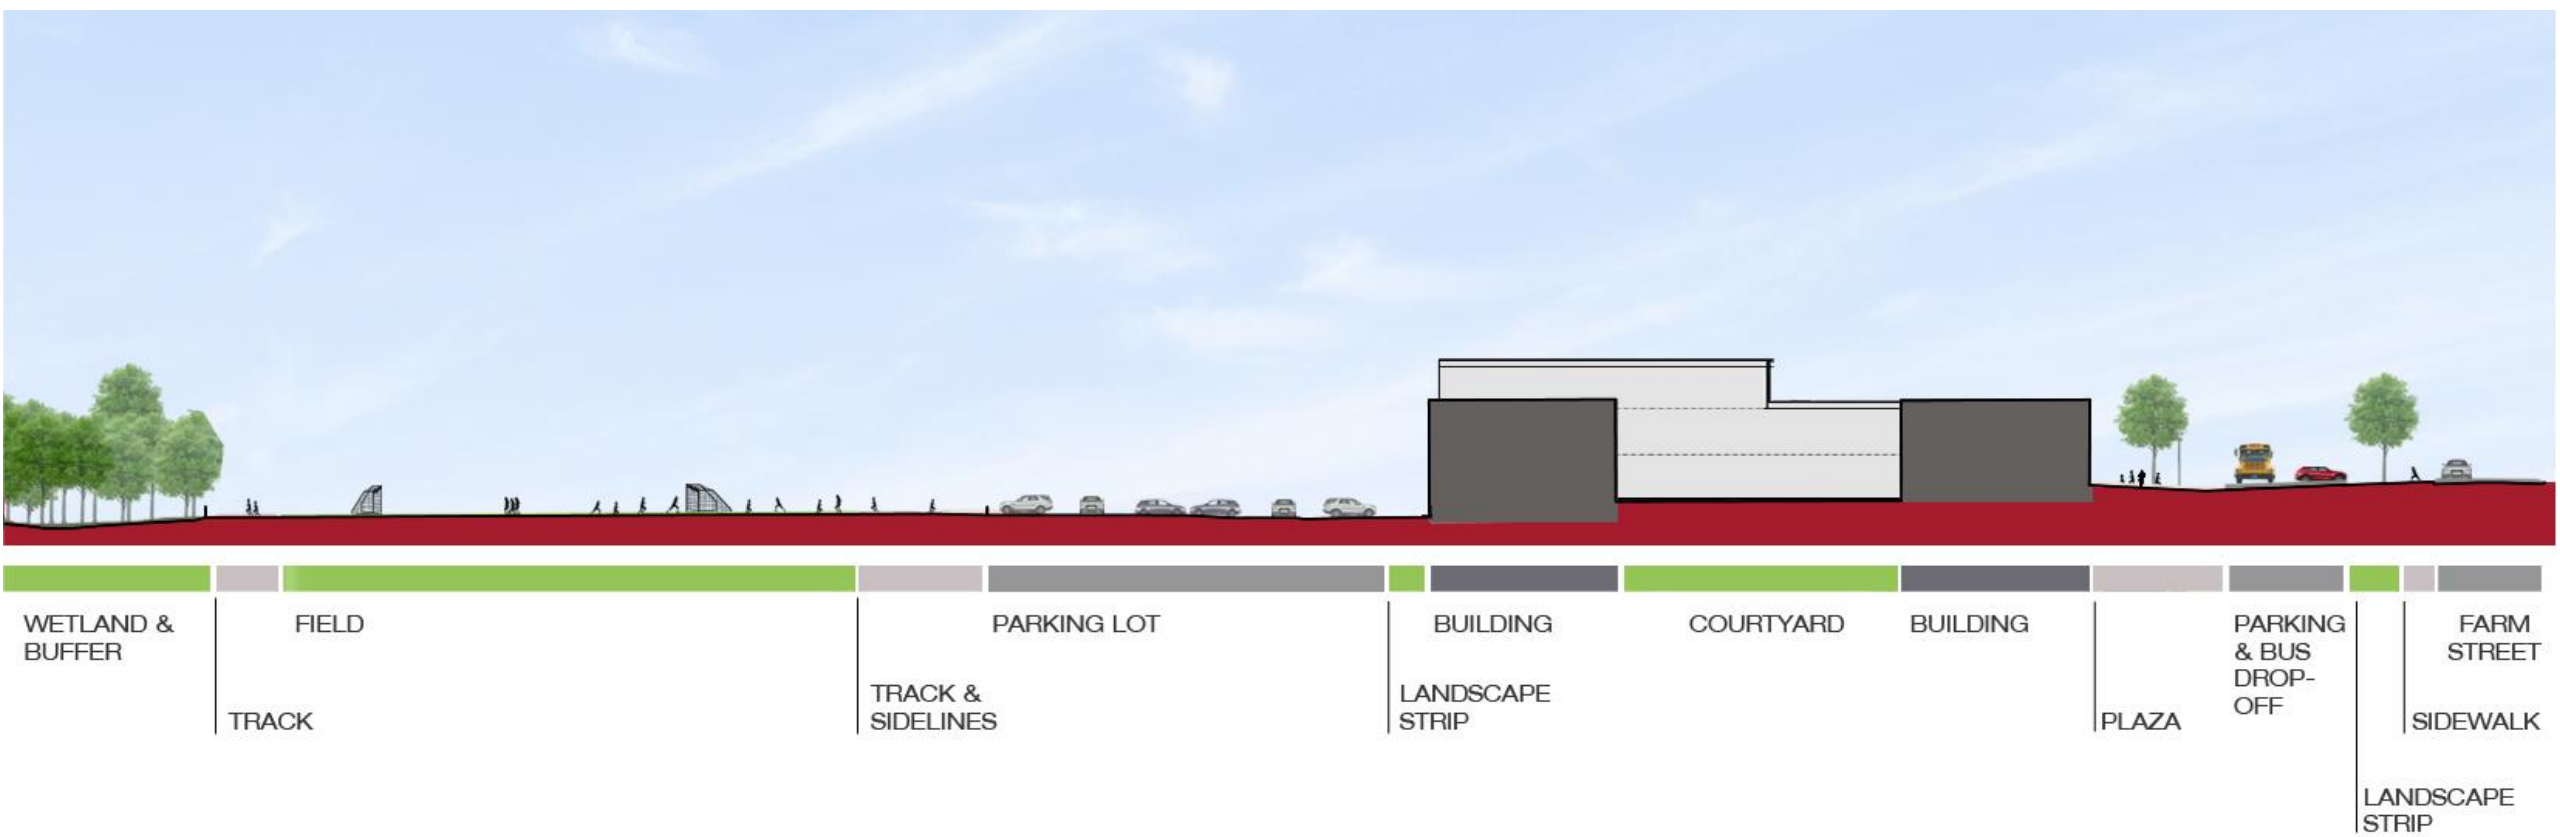 WETLAND &
BUFFER
TRACK
FIELD
TRACK &
SIDELINES
PARKING LOT
LANDSCAPE
STRIP
BUILDING
COURTYARD
BUILDING
PLAZA
PARKING
& BUS
DROP-
OFF
LANDSCAPE
STRIP
SIDEWALK
FARM
STREET